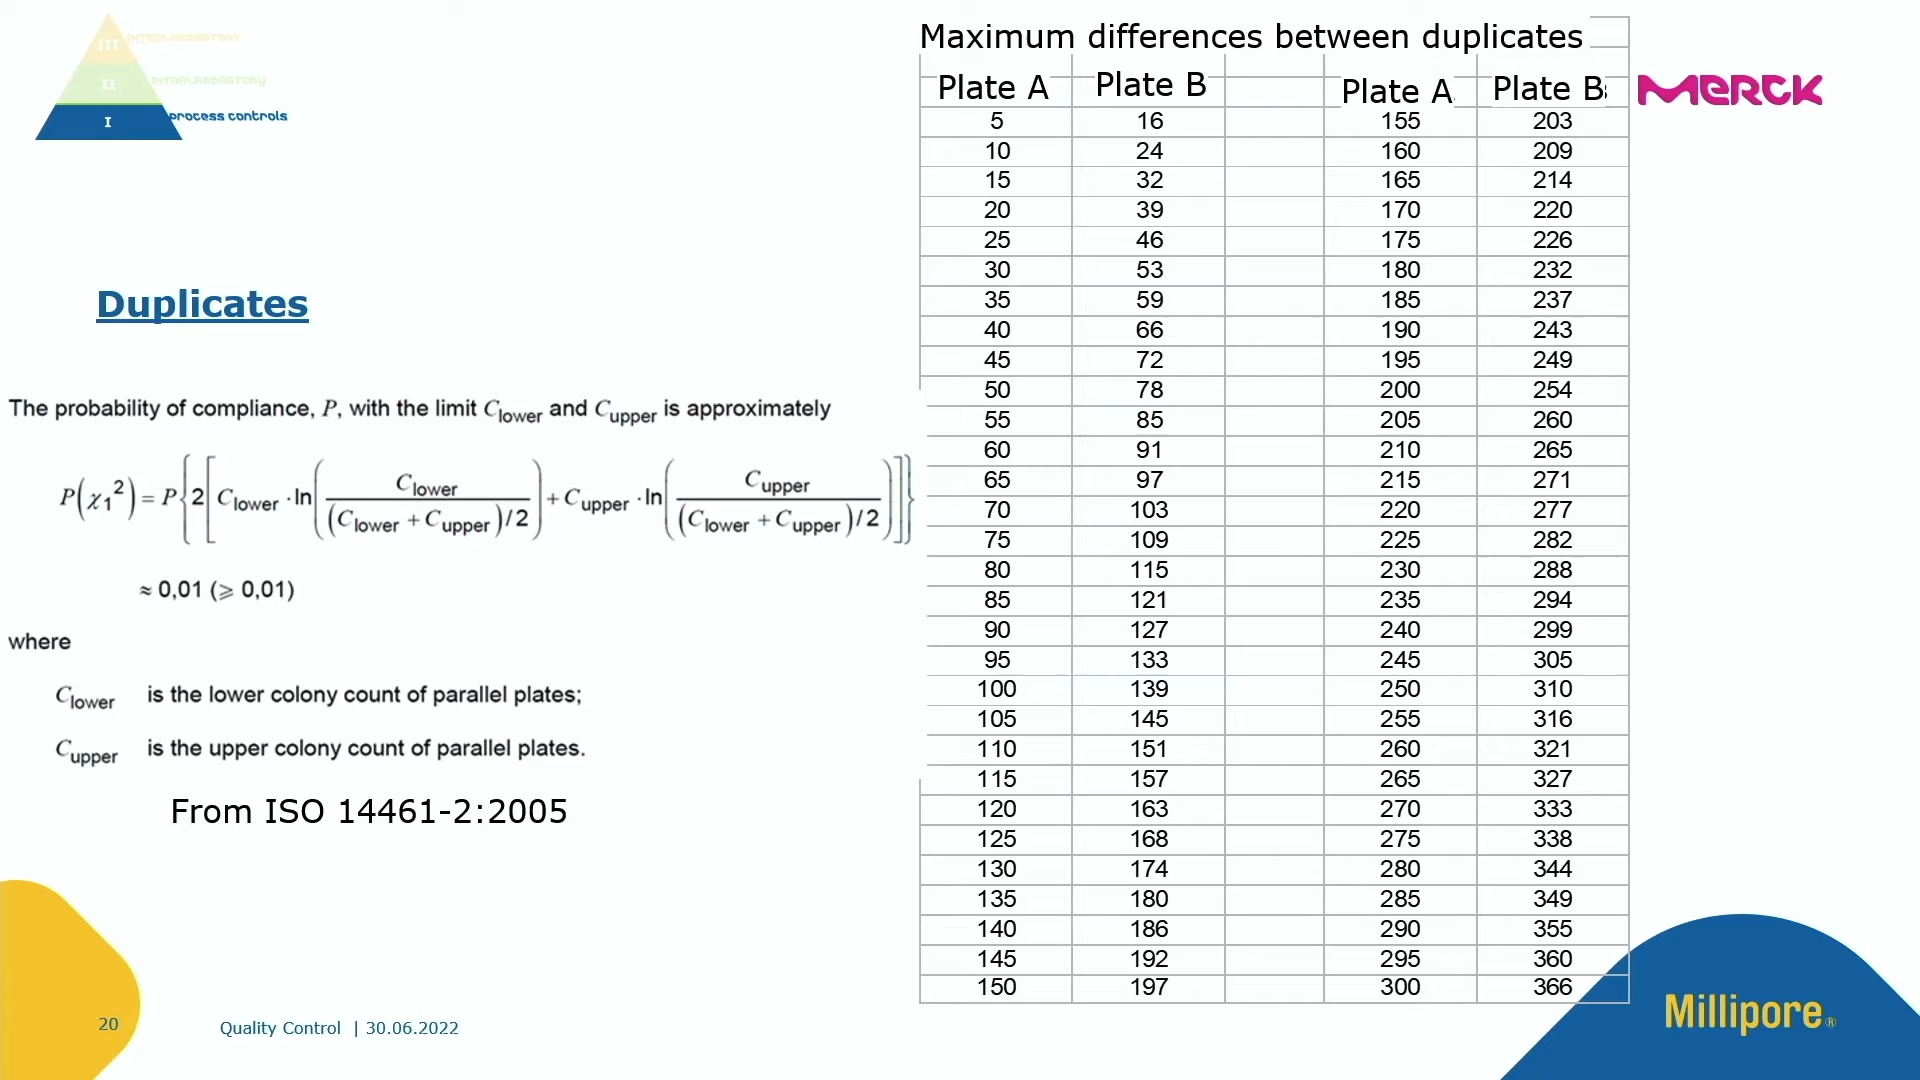 III INTERLABORATORY
II INTRALABORATORY
I process controls
MERCK
Duplicates
The probability of compliance, P, with the limit Clower and Cupper is approximately
P(χ₁²) = P{2[Clower · ln(Clower / ((Clower + Cupper)/2)) + Cupper · ln(Cupper / ((Clower + Cupper)/2))]}
≈ 0,01 (⩾ 0,01)
where
Clower is the lower colony count of parallel plates;
Cupper is the upper colony count of parallel plates.
From ISO 14461-2:2005
Maximum differences between duplicates
Plate A Plate B Plate A Plate B
5 16 155 203
10 24 160 209
15 32 165 214
20 39 170 220
25 46 175 226
30 53 180 232
35 59 185 237
40 66 190 243
45 72 195 249
50 78 200 254
55 85 205 260
60 91 210 265
65 97 215 271
70 103 220 277
75 109 225 282
80 115 230 288
85 121 235 294
90 127 240 299
95 133 245 305
100 139 250 310
105 145 255 316
110 151 260 321
115 157 265 327
120 163 270 333
125 168 275 338
130 174 280 344
135 180 285 349
140 186 290 355
145 192 295 360
150 197 300 366
20
Quality Control | 30.06.2022
Millipore®